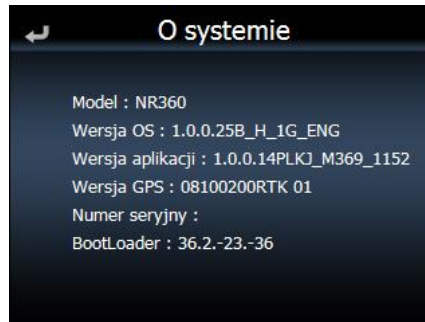 O systemie
Model : NR360
Wersja OS : 1.0.0.25B_H_1G_ENG
Wersja aplikacji : 1.0.0.14PLKJ_M369_1152
Wersja GPS : 08100200RTK 01
Numer seryjny :
BootLoader : 36.2.-23.-36